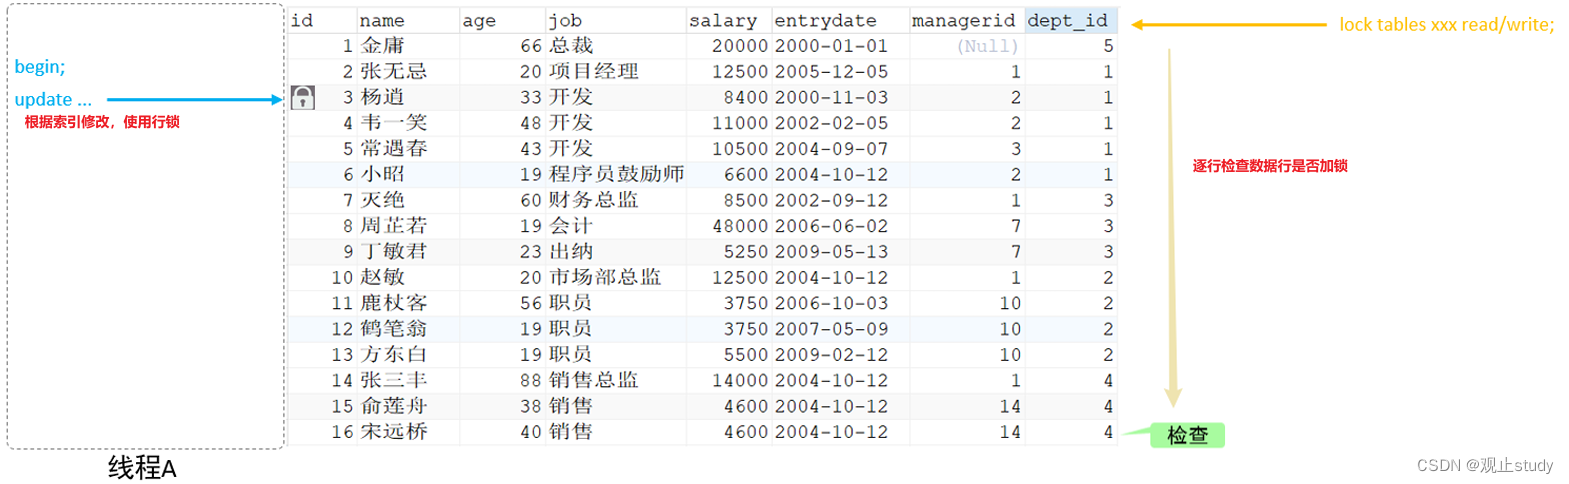 id name age job salary entrydate managerid dept_id
lock tables xxx read/write;
1 金庸 66 总裁 20000 2000-01-01 (Null) 5
begin;
2 张无忌 20 项目经理 12500 2005-12-05 1 1
update ...
3 杨逍 33 开发 8400 2000-11-03 2 1
根据索引修改，使用行锁
4 韦一笑 48 开发 11000 2002-02-05 2 1
5 常遇春 43 开发 10500 2004-09-07 3 1
逐行检查数据行是否加锁
6 小昭 19 程序员鼓励师 6600 2004-10-12 2 1
7 灭绝 60 财务总监 8500 2002-09-12 1 3
8 周芷若 19 会计 48000 2006-06-02 7 3
9 丁敏君 23 出纳 5250 2009-05-13 7 3
10 赵敏 20 市场部总监 12500 2004-10-12 1 2
11 鹿杖客 56 职员 3750 2006-10-03 10 2
12 鹤笔翁 19 职员 3750 2007-05-09 10 2
13 方东白 19 职员 5500 2009-02-12 10 2
14 张三丰 88 销售总监 14000 2004-10-12 1 4
15 俞莲舟 38 销售 4600 2004-10-12 14 4
16 宋远桥 40 销售 4600 2004-10-12 14 4
检查
线程A
CSDN @观止study